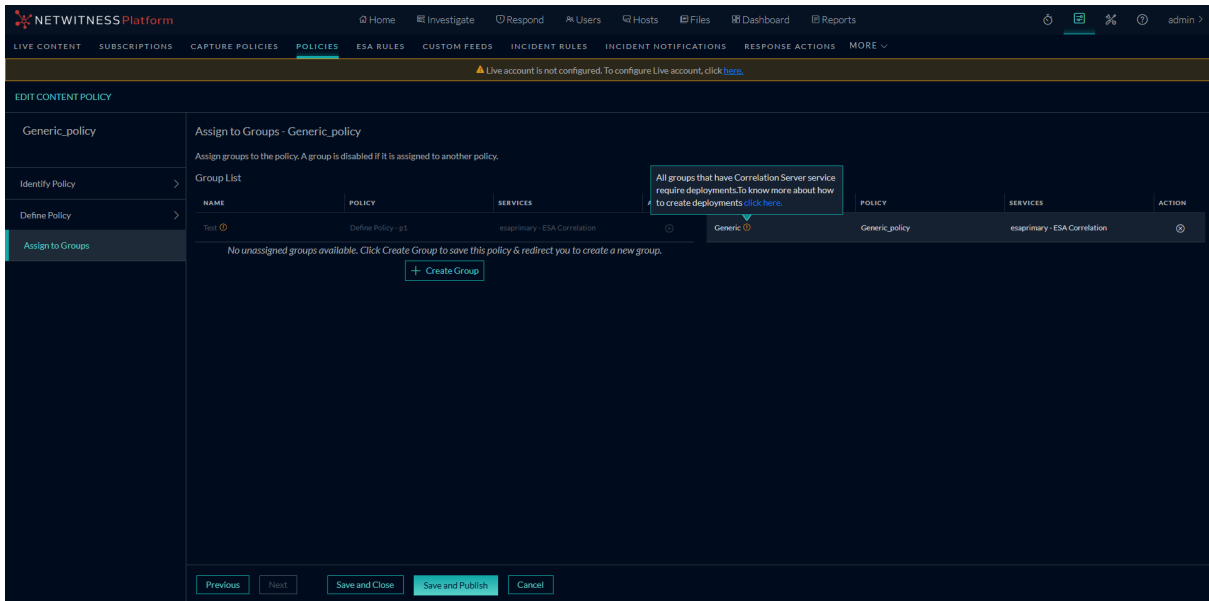 NETWITNESS Platform
Home Investigate Respond Users Hosts Files Dashboard Reports admin >
LIVE CONTENT SUBSCRIPTIONS CAPTURE POLICIES POLICIES ESA RULES CUSTOM FEEDS INCIDENT RULES INCIDENT NOTIFICATIONS RESPONSE ACTIONS MORE
Live account is not configured. To configure Live account, click here.
EDIT CONTENT POLICY
Generic_policy
Identify Policy
Define Policy
Assign to Groups
Assign to Groups - Generic_policy
Assign groups to the policy. A group is disabled if it is assigned to another policy.
Group List
All groups that have Correlation Server service
require deployments.To know more about how
to create deployments click here.
NAME POLICY SERVICES
POLICY SERVICES ACTION
Test Define Policy - p1 esaprimary - ESA Correlation
Generic Generic_policy esaprimary - ESA Correlation
No unassigned groups available. Click Create Group to save this policy & redirect you to create a new group.
+ Create Group
Previous Next Save and Close Save and Publish Cancel